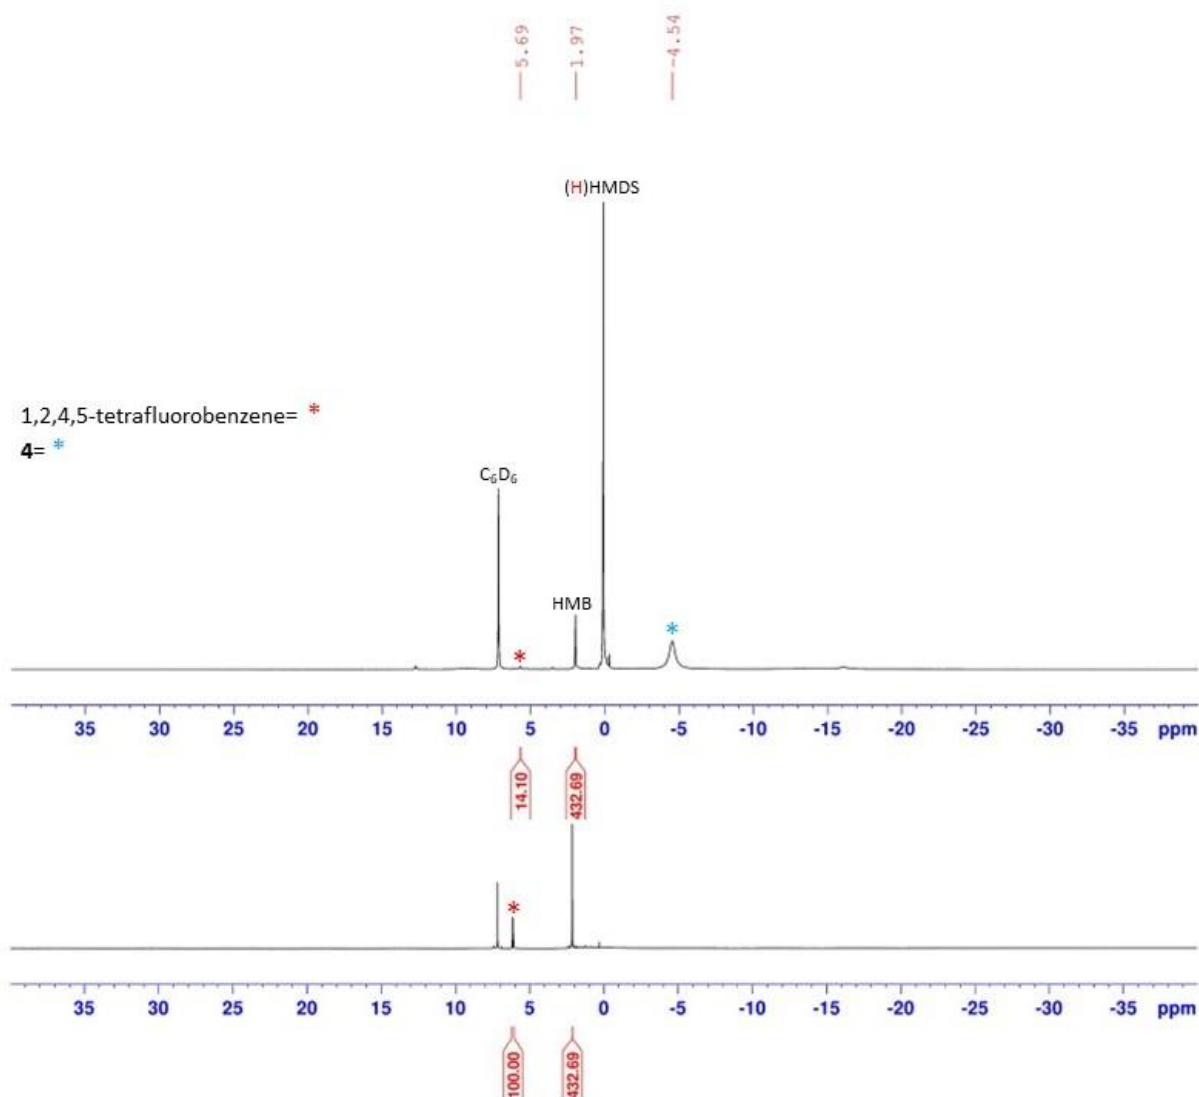 5.69
1.97
-4.54
(H)HMDS
1,2,4,5-tetrafluorobenzene= *
4= *
C₆D₆
HMB
*
*
35 30 25 20 15 10 5 0 -5 -10 -15 -20 -25 -30 -35 ppm
14.10
432.69
*
35 30 25 20 15 10 5 0 -5 -10 -15 -20 -25 -30 -35 ppm
100.00
432.69